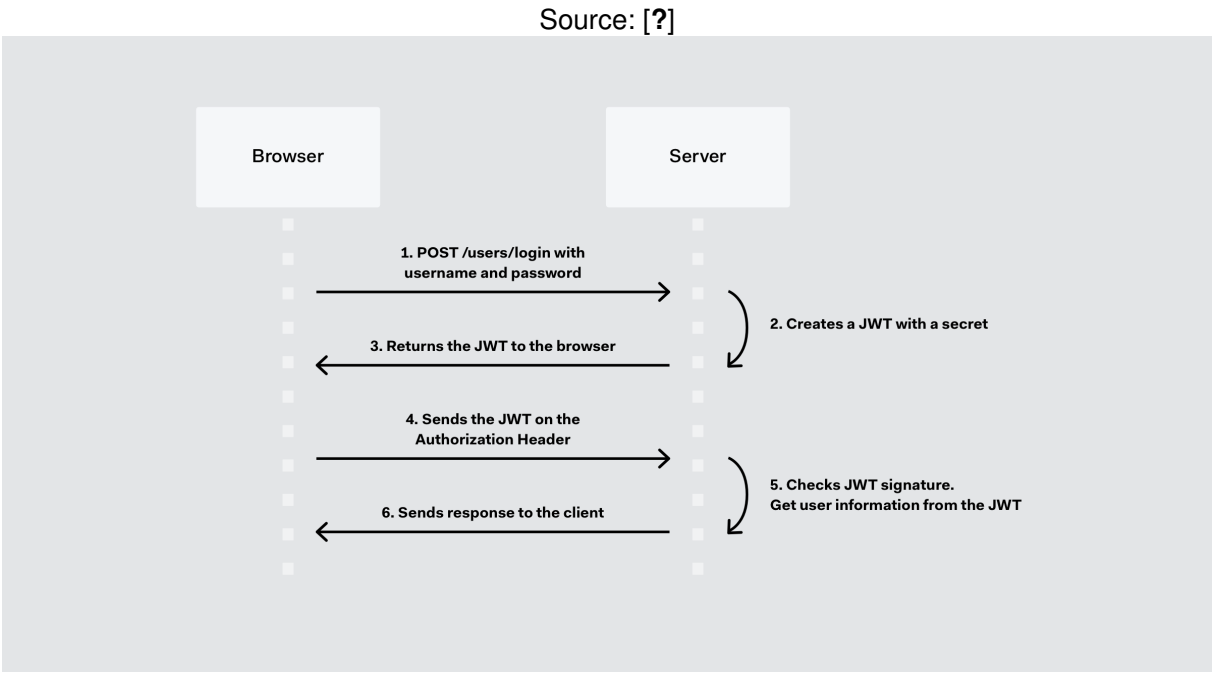 Source: [?]
Browser
Server
1. POST /users/login with
username and password
2. Creates a JWT with a secret
3. Returns the JWT to the browser
4. Sends the JWT on the
Authorization Header
5. Checks JWT signature.
Get user information from the JWT
6. Sends response to the client